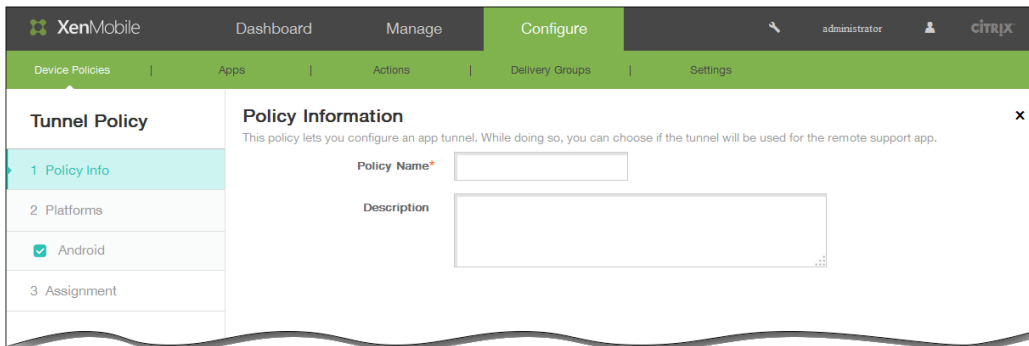 XenMobile Dashboard Manage Configure administrator CİTRIX
Device Policies | Apps | Actions | Delivery Groups | Settings
Tunnel Policy
1 Policy Info
2 Platforms
Android
3 Assignment
Policy Information
This policy lets you configure an app tunnel. While doing so, you can choose if the tunnel will be used for the remote support app.
Policy Name*
Description
x